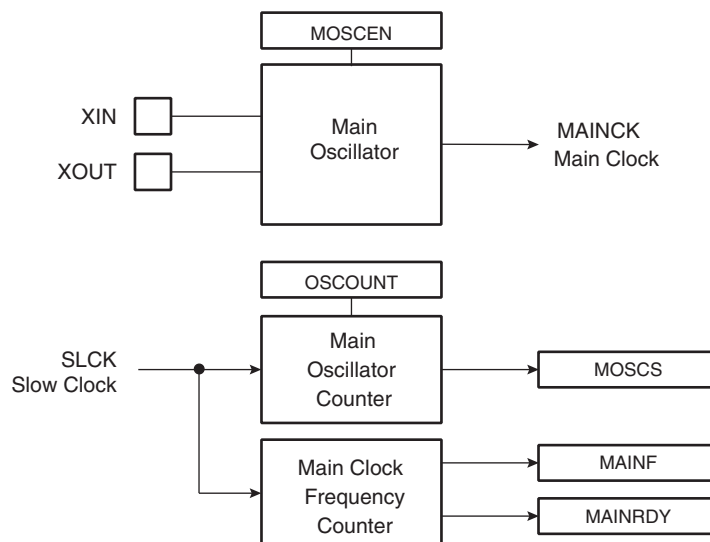 MOSCEN
XIN
XOUT
Main
Oscillator
MAINCK
Main Clock
OSCOUNT
SLCK
Slow Clock
Main
Oscillator
Counter
MOSCS
Main Clock
Frequency
Counter
MAINF
MAINRDY